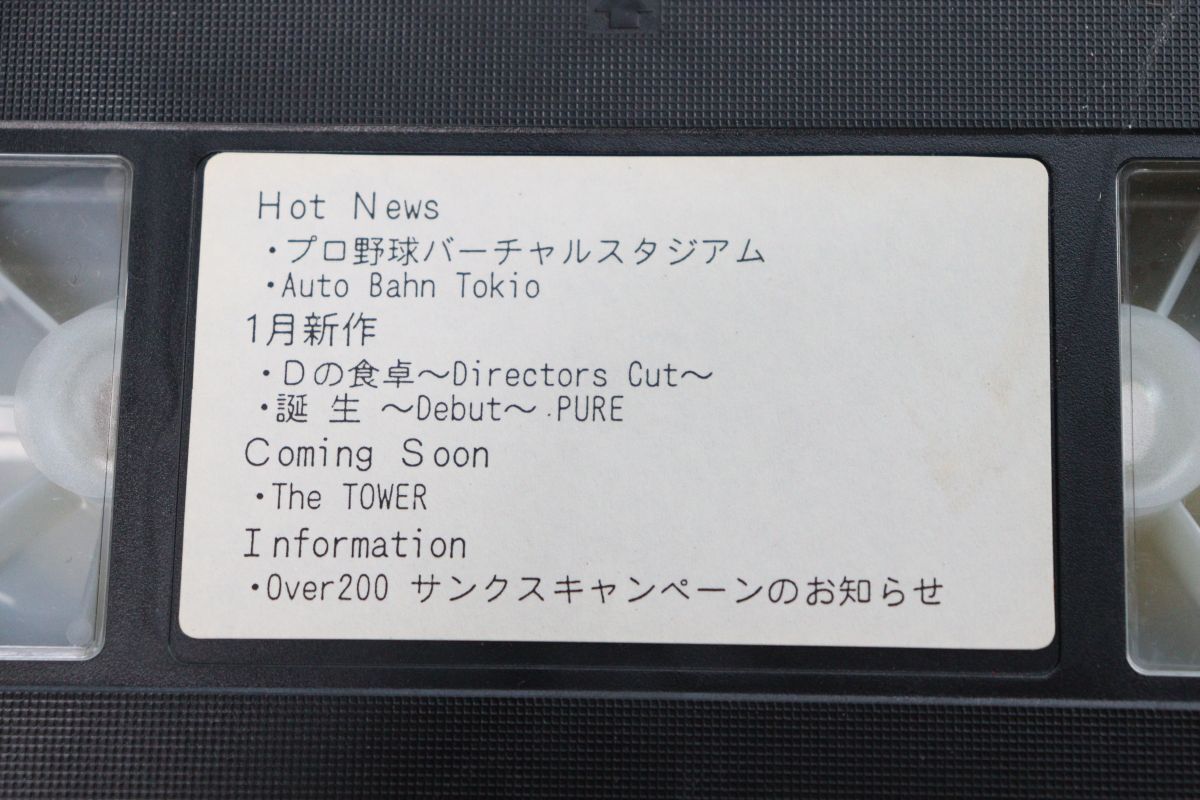 Hot News
・プロ野球バーチャルスタジアム
・Auto Bahn Tokio
1月新作
・Dの食卓～Directors Cut～
・誕 生 ～Debut～.PURE
Coming Soon
・The TOWER
Information
・Over200 サンクスキャンペーンのお知らせ